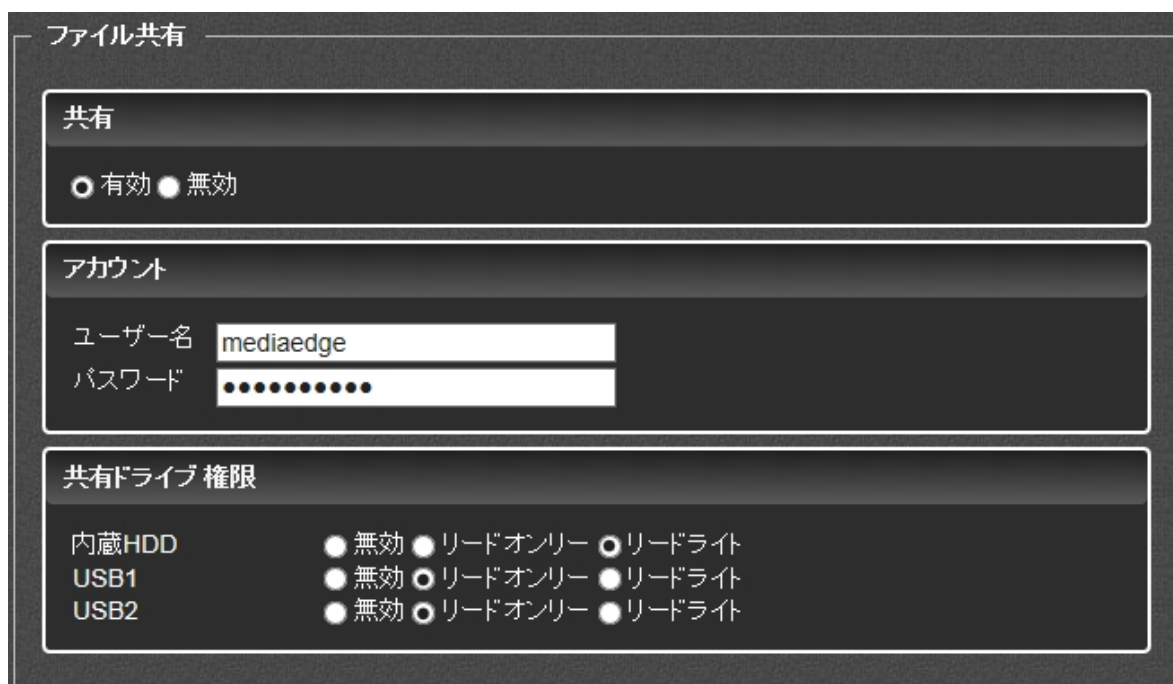 ファイル共有
共有
有効 無効
アカウント
ユーザー名 mediaedge
パスワード ●●●●●●●●●●
共有ドライブ 権限
内蔵HDD 無効 リードオンリー リードライト
USB1 無効 リードオンリー リードライト
USB2 無効 リードオンリー リードライト